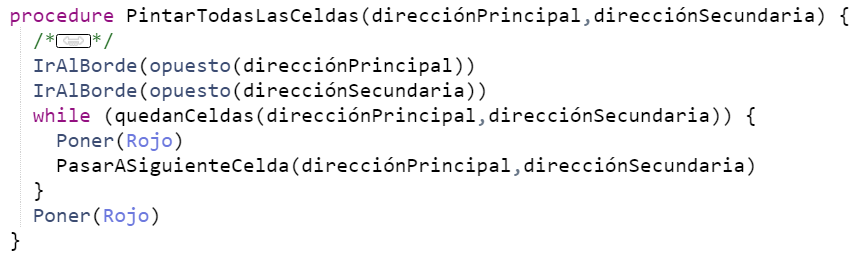 procedure PintarTodasLasCeldas(direcciónPrincipal,direcciónSecundaria) {
/**/
IrAlBorde(opuesto(direcciónPrincipal))
IrAlBorde(opuesto(direcciónSecundaria))
while (quedanCeldas(direcciónPrincipal,direcciónSecundaria)) {
Poner(Rojo)
PasarASiguienteCelda(direcciónPrincipal,direcciónSecundaria)
}
Poner(Rojo)
}